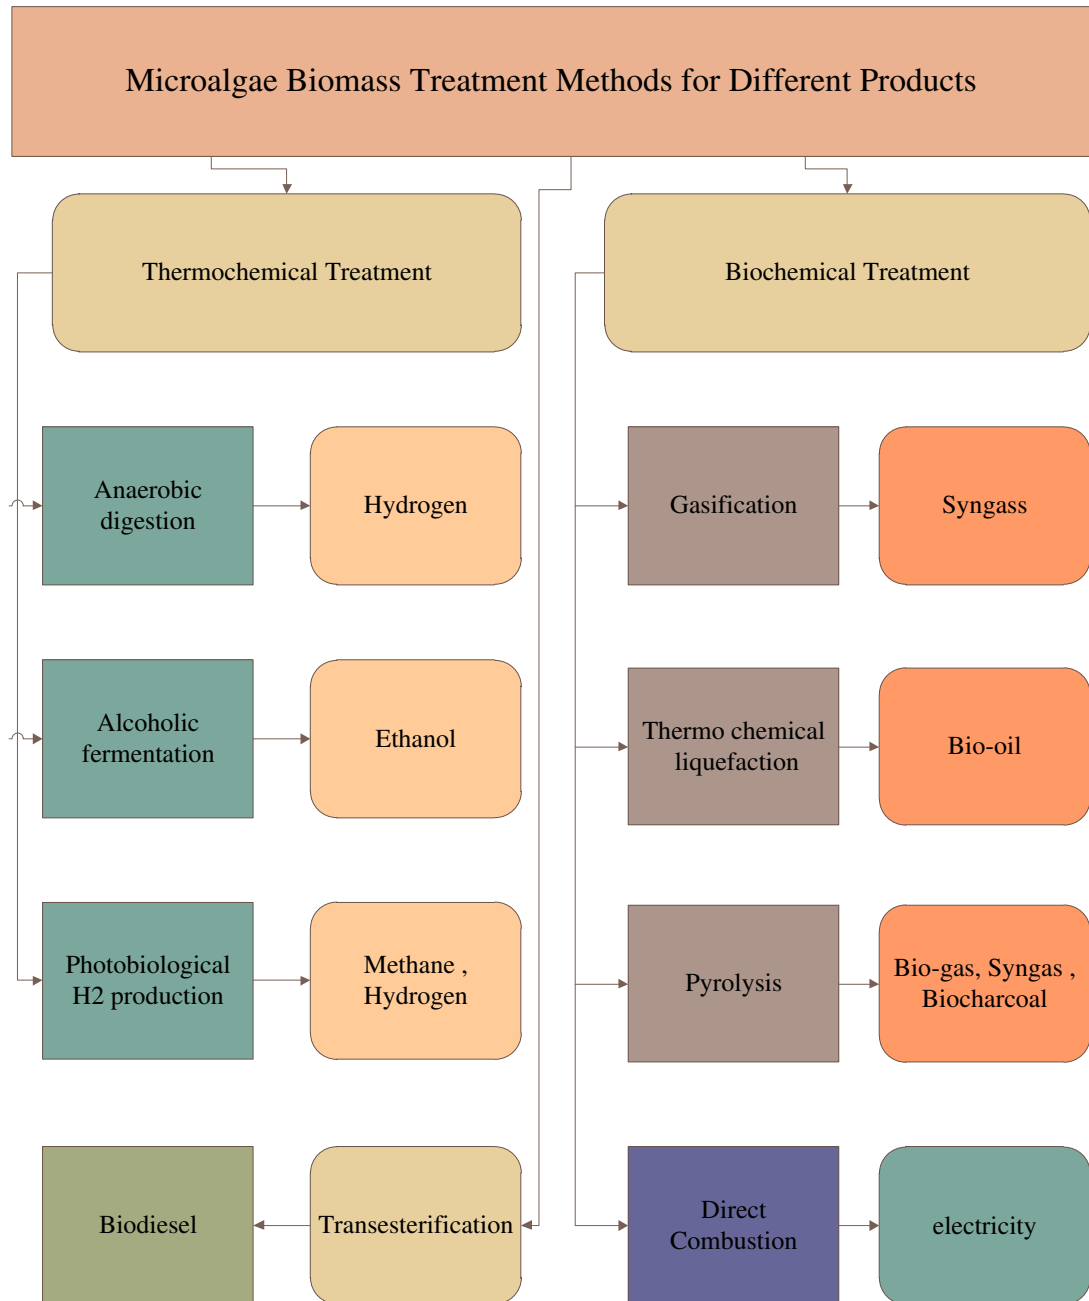 Microalgae Biomass Treatment Methods for Different Products
Thermochemical Treatment
Biochemical Treatment
Anaerobic
digestion
Hydrogen
Gasification
Syngass
Alcoholic
fermentation
Ethanol
Thermo chemical
liquefaction
Bio-oil
Photobiological
H2 production
Methane ,
Hydrogen
Pyrolysis
Bio-gas, Syngas ,
Biocharcoal
Biodiesel
Transesterification
Direct
Combustion
electricity